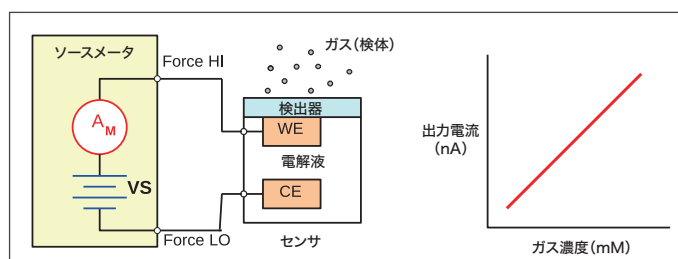 ソースメータ
Force HI
ガス(検体)
検出器
A_M
WE
電解液
VS
CE
Force LO
センサ
出力電流
(nA)
ガス濃度(mM)